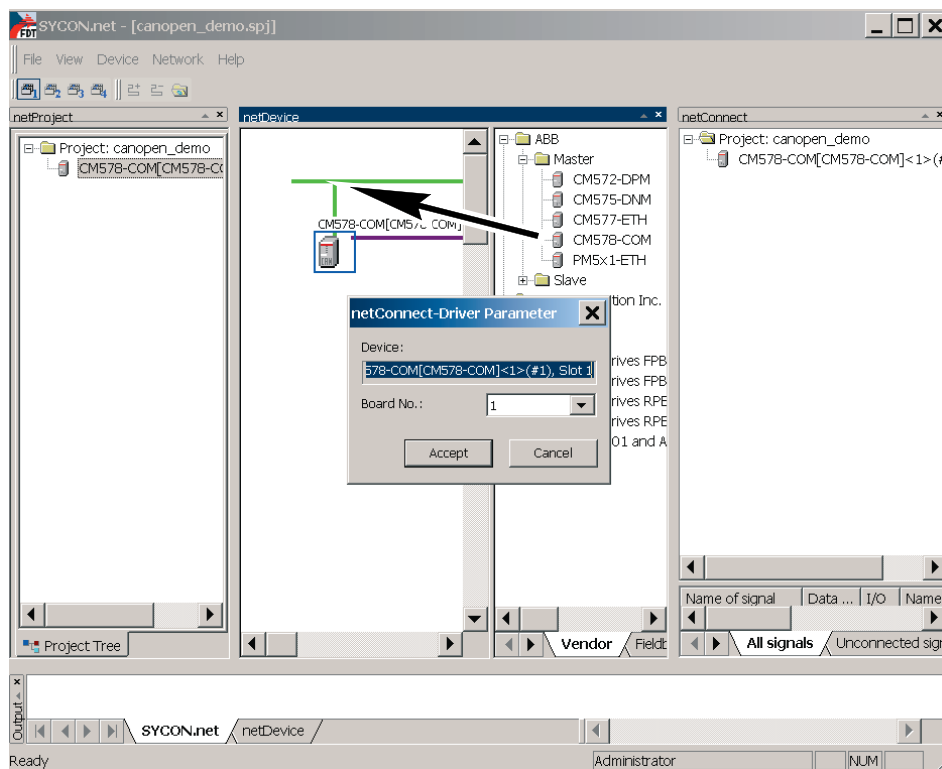 SYCON.net - [canopen_demo.spj]
File View Device Network Help
netProject
netDevice
netConnect
Project: canopen_demo
CM578-COM[CM578-C
CM578-COM[CM57 COM]
CAN
ABB
Master
CM572-DPM
CM575-DNM
CM577-ETH
CM578-COM
PM5x1-ETH
Slave
tion Inc.
rives FPB
rives FPB
rives RPE
rives RPE
01 and A
Project: canopen_demo
CM578-COM[CM578-COM]<1>(#
netConnect-Driver Parameter
Device:
578-COM[CM578-COM]<1>(#1), Slot 1
Board No.:
1
Accept
Cancel
Project Tree
Vendor
Fieldb
Name of signal
Data ...
I/O
Name
All signals
Unconnected sig
Output
SYCON.net
netDevice
Ready
Administrator
NUM